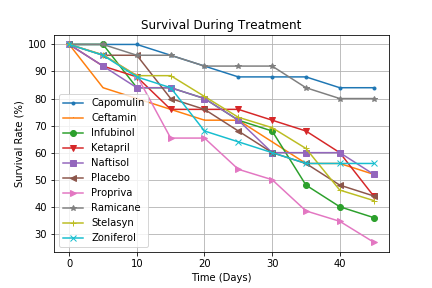 Survival During Treatment
Survival Rate (%)
100
90
80
70
60
50
40
30
Capomulin
Ceftamin
Infubinol
Ketapril
Naftisol
Placebo
Propriva
Ramicane
Stelasyn
Zoniferol
0
10
20
30
40
Time (Days)